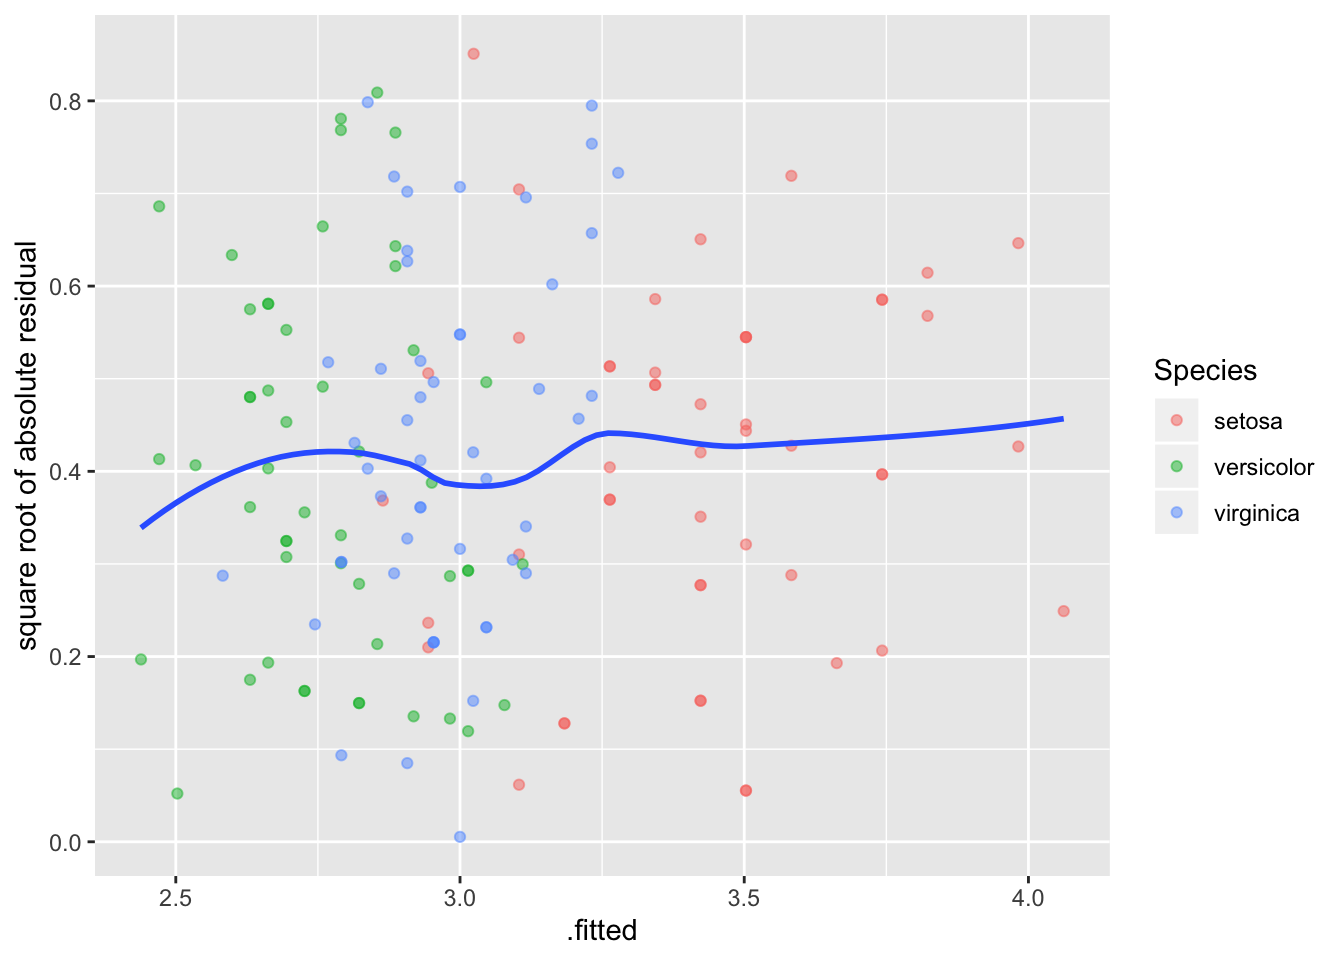 square root of absolute residual
0.8
0.6
0.4
0.2
0.0
2.5 3.0 3.5 4.0
.fitted
Species
setosa
versicolor
virginica